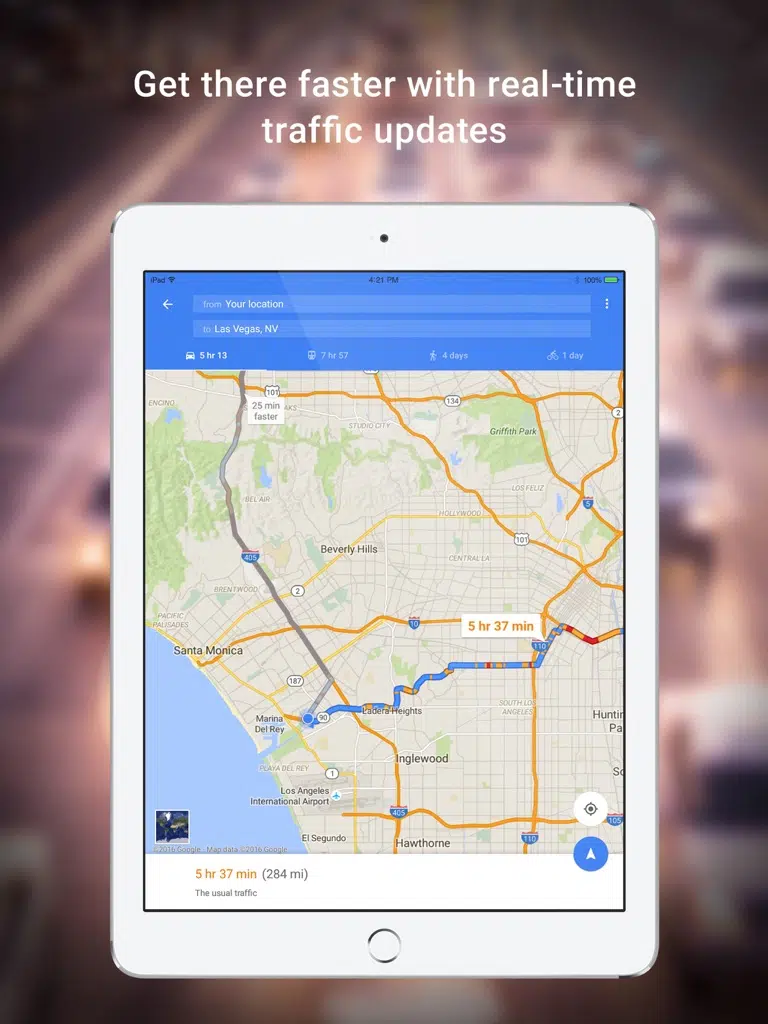 Get there faster with real-time
traffic updates
iPad
4:21 PM
100%
from Your location
to Las Vegas, NV
5 hr 13
7 hr 57
4 days
1 day
101
134
2
ENCINO
25 min
faster
OAKS
STUDIO CITY
Griffith Park
BEL AIR
LOS FELIZ
5
HOLLYWOOD
101
405
Beverly Hills
CENTRAL LA
BRENTWOOD
2
PACIFIC
PALISADES
10
5 hr 37 min
110
Santa Monica
187
SOUTH LOS
ANGELES
Marina
Del Rey
90
Ladera Heights
Huntin
Pa
PLAYA DEL REY
Inglewood
1
Los Angeles
International Airport
405
105
El Segundo
Hawthorne
110
©2016 Google - Map data ©2016 Google
5 hr 37 min (284 mi)
The usual traffic